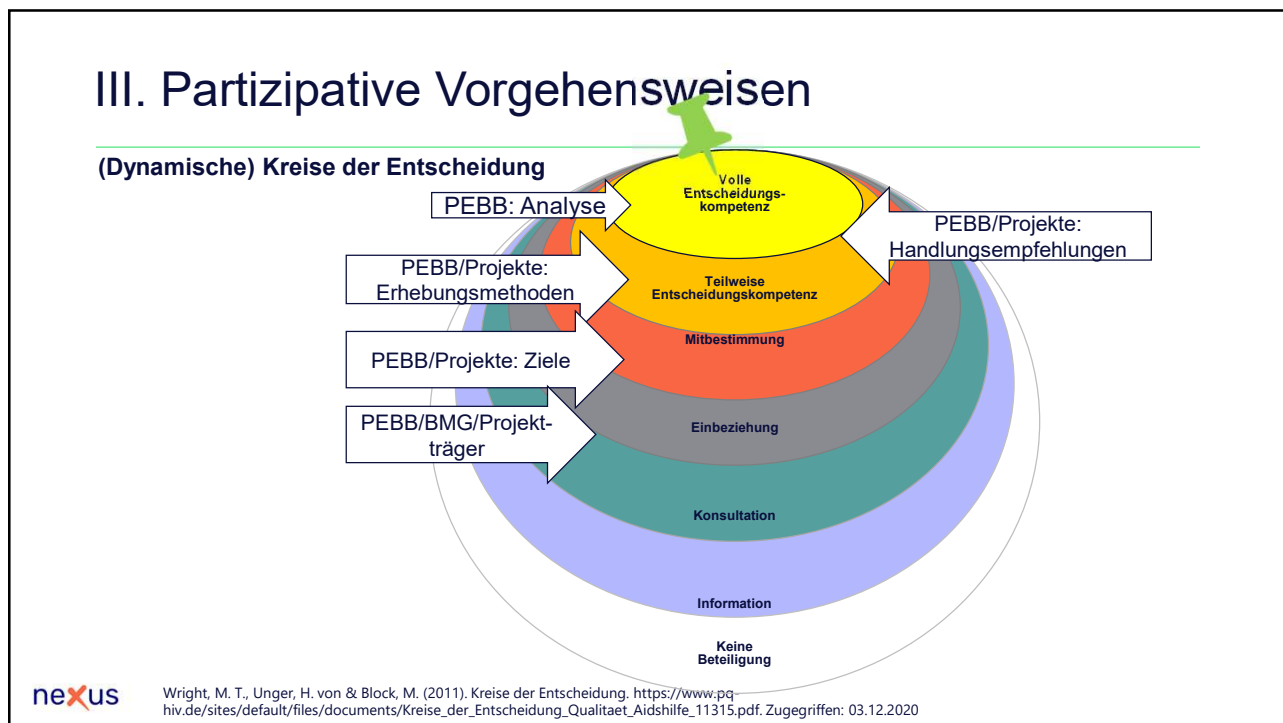 III. Partizipative Vorgehensweisen
(Dynamische) Kreise der Entscheidung
PEBB: Analyse
Volle
Entscheidungs-
kompetenz
PEBB/Projekte:
Handlungsempfehlungen
PEBB/Projekte:
Erhebungsmethoden
Teilweise
Entscheidungskompetenz
Mitbestimmung
PEBB/Projekte: Ziele
PEBB/BMG/Projekt-
träger
Einbeziehung
Konsultation
Information
Keine
Beteiligung
nexus
Wright, M. T., Unger, H. von & Block, M. (2011). Kreise der Entscheidung. https://www.pq-
hiv.de/sites/default/files/documents/Kreise_der_Entscheidung_Qualitaet_Aidshilfe_11315.pdf. Zugegriffen: 03.12.2020